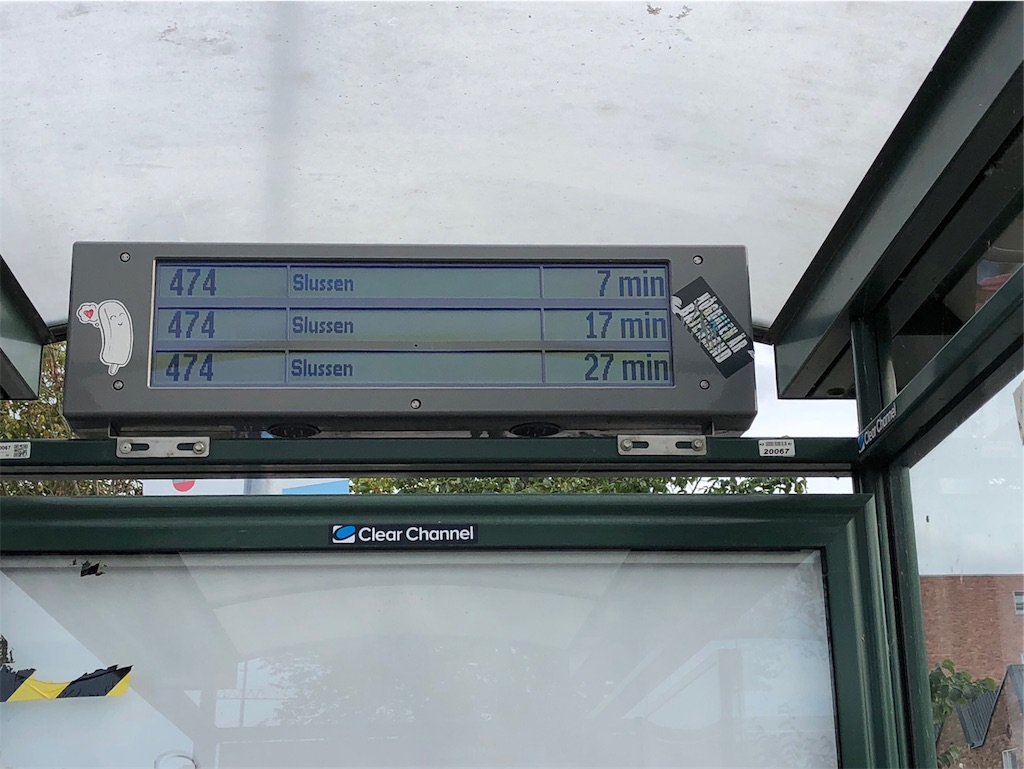 474 Slussen 7 min
474 Slussen 17 min
474 Slussen 27 min
20067
Clear Channel
Clear Channel